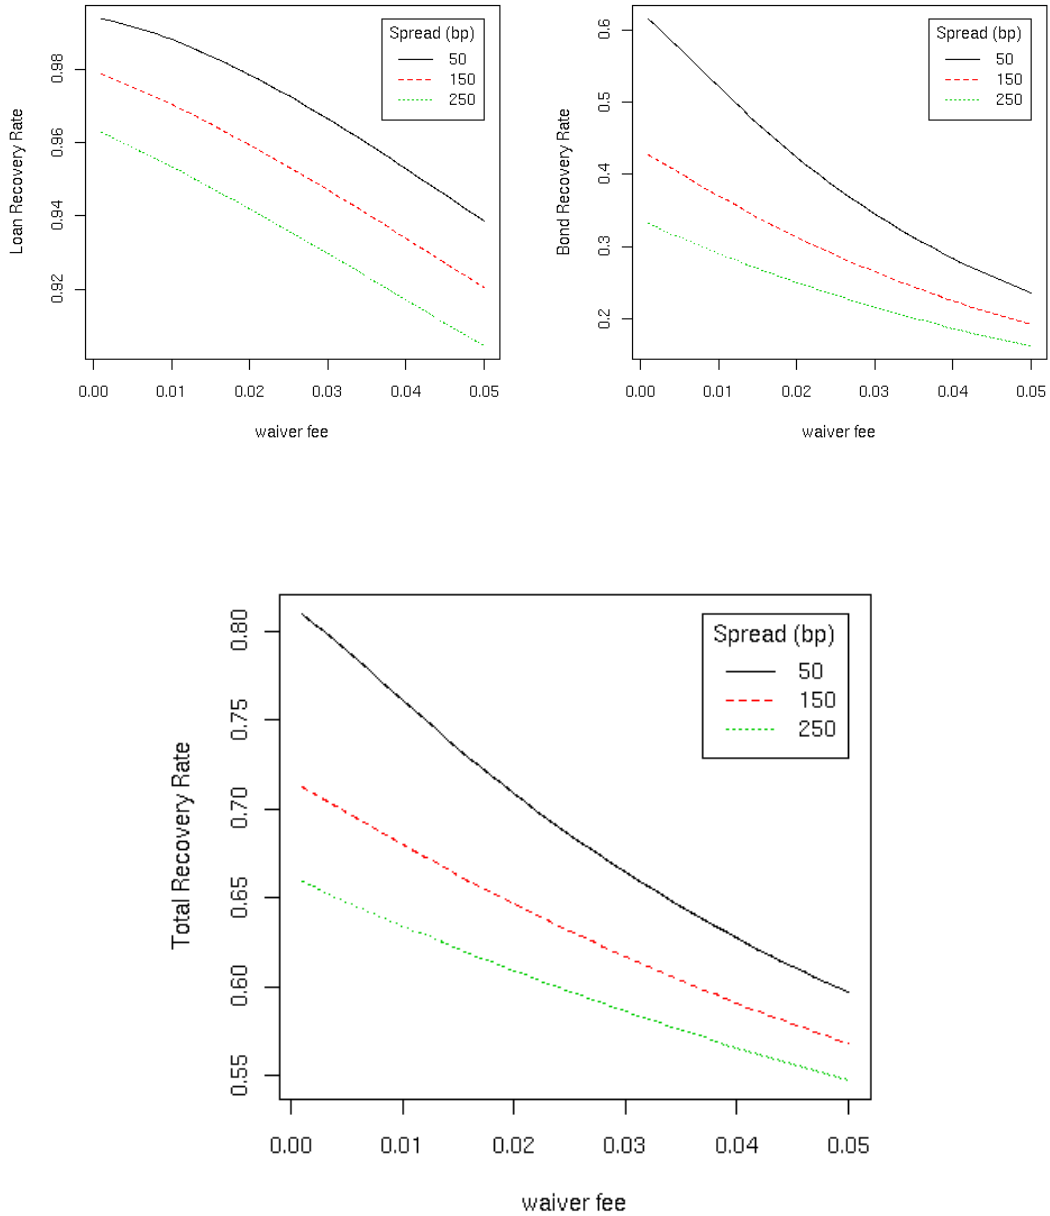 Loan Recovery Rate
0.98
0.96
0.94
0.92
Spread (bp)
50
150
250
0.00 0.01 0.02 0.03 0.04 0.05
waiver fee
Bond Recovery Rate
0.6
0.5
0.4
0.3
0.2
Spread (bp)
50
150
250
0.00 0.01 0.02 0.03 0.04 0.05
waiver fee
Total Recovery Rate
0.80
0.75
0.70
0.65
0.60
0.55
Spread (bp)
50
150
250
0.00 0.01 0.02 0.03 0.04 0.05
waiver fee